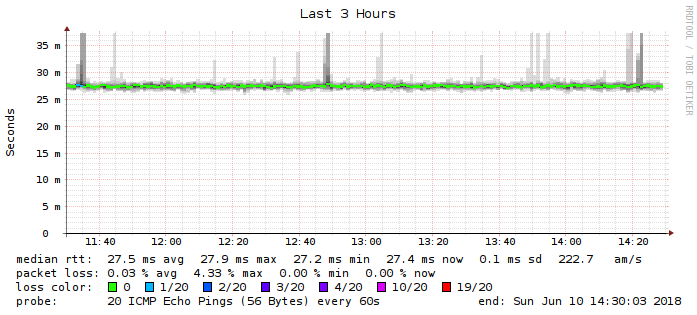 Last 3 Hours
RRDTOOL / TOBI OETIKER
Seconds
35 m
30 m
25 m
20 m
15 m
10 m
5 m
0
11:40 12:00 12:20 12:40 13:00 13:20 13:40 14:00 14:20
median rtt: 27.5 ms avg 27.9 ms max 27.2 ms min 27.4 ms now 0.1 ms sd 222.7 am/s
packet loss: 0.03 % avg 4.33 % max 0.00 % min 0.00 % now
loss color: 0 1/20 2/20 3/20 4/20 10/20 19/20
probe: 20 ICMP Echo Pings (56 Bytes) every 60s end: Sun Jun 10 14:30:03 2018